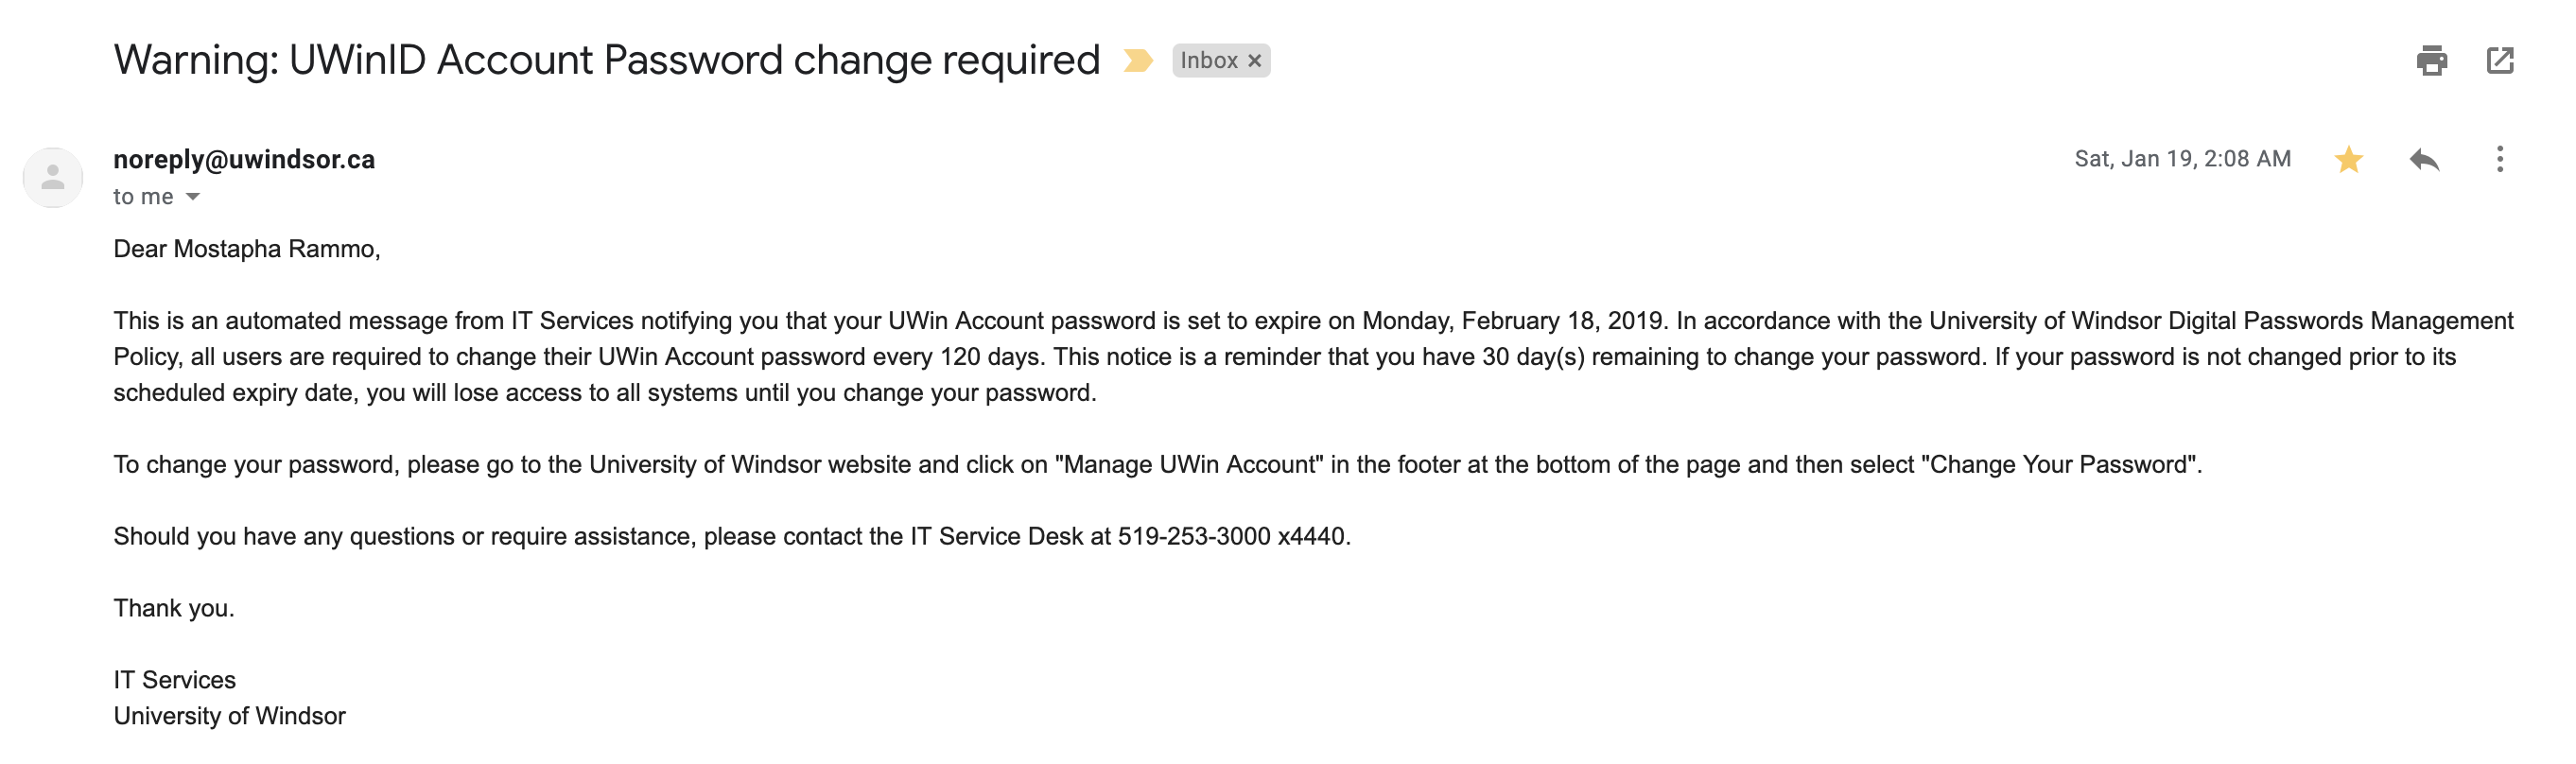 Warning: UWinID Account Password change required Inbox ×
noreply@uwindsor.ca Sat, Jan 19, 2:08 AM
to me
Dear Mostapha Rammo,
This is an automated message from IT Services notifying you that your UWin Account password is set to expire on Monday, February 18, 2019. In accordance with the University of Windsor Digital Passwords Management
Policy, all users are required to change their UWin Account password every 120 days. This notice is a reminder that you have 30 day(s) remaining to change your password. If your password is not changed prior to its
scheduled expiry date, you will lose access to all systems until you change your password.
To change your password, please go to the University of Windsor website and click on "Manage UWin Account" in the footer at the bottom of the page and then select "Change Your Password".
Should you have any questions or require assistance, please contact the IT Service Desk at 519-253-3000 x4440.
Thank you.
IT Services
University of Windsor